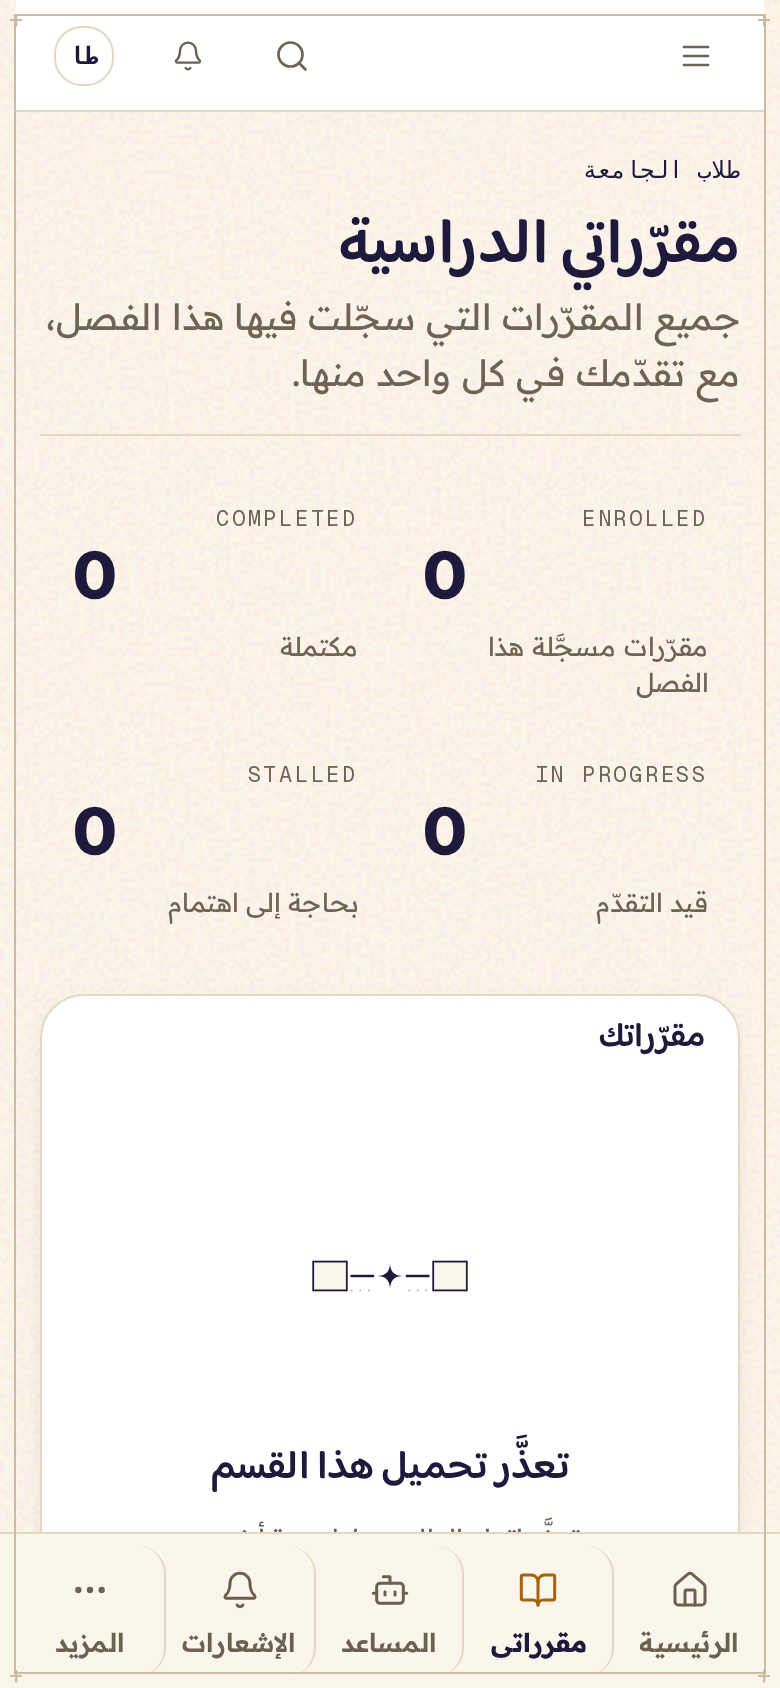 طا
طلاب الجامعة
مقرّراتي الدراسية
جميع المقرّرات التي سجّلت فيها هذا الفصل،
مع تقدّمك في كل واحد منها.
ENROLLED
0
مقرّرات مسجَّلة هذا
الفصل
COMPLETED
0
مكتملة
IN PROGRESS
0
قيد التقدّم
STALLED
0
بحاجة إلى اهتمام
مقرّراتك
تعذَّر تحميل هذا القسم
الرئيسية
مقرراتي
المساعد
الإشعارات
المزيد